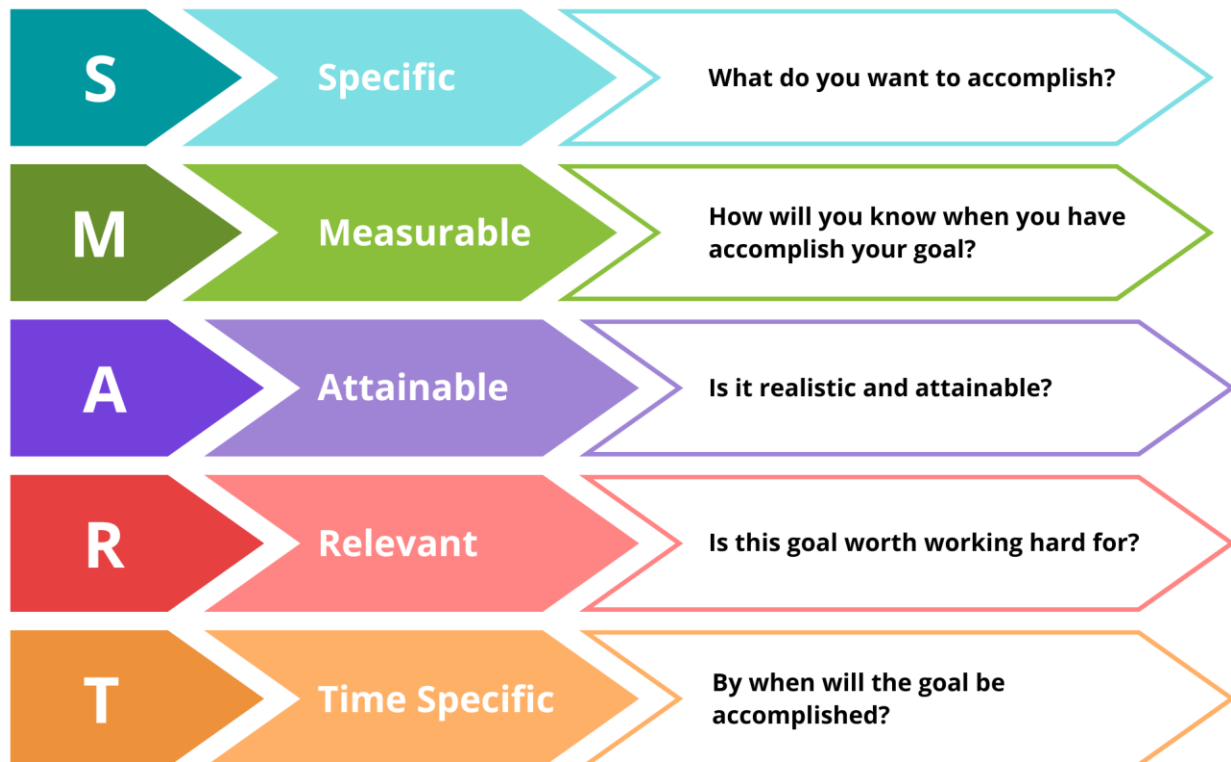 S
Specific
What do you want to accomplish?
M
Measurable
How will you know when you have
accomplish your goal?
A
Attainable
Is it realistic and attainable?
R
Relevant
Is this goal worth working hard for?
T
Time Specific
By when will the goal be
accomplished?